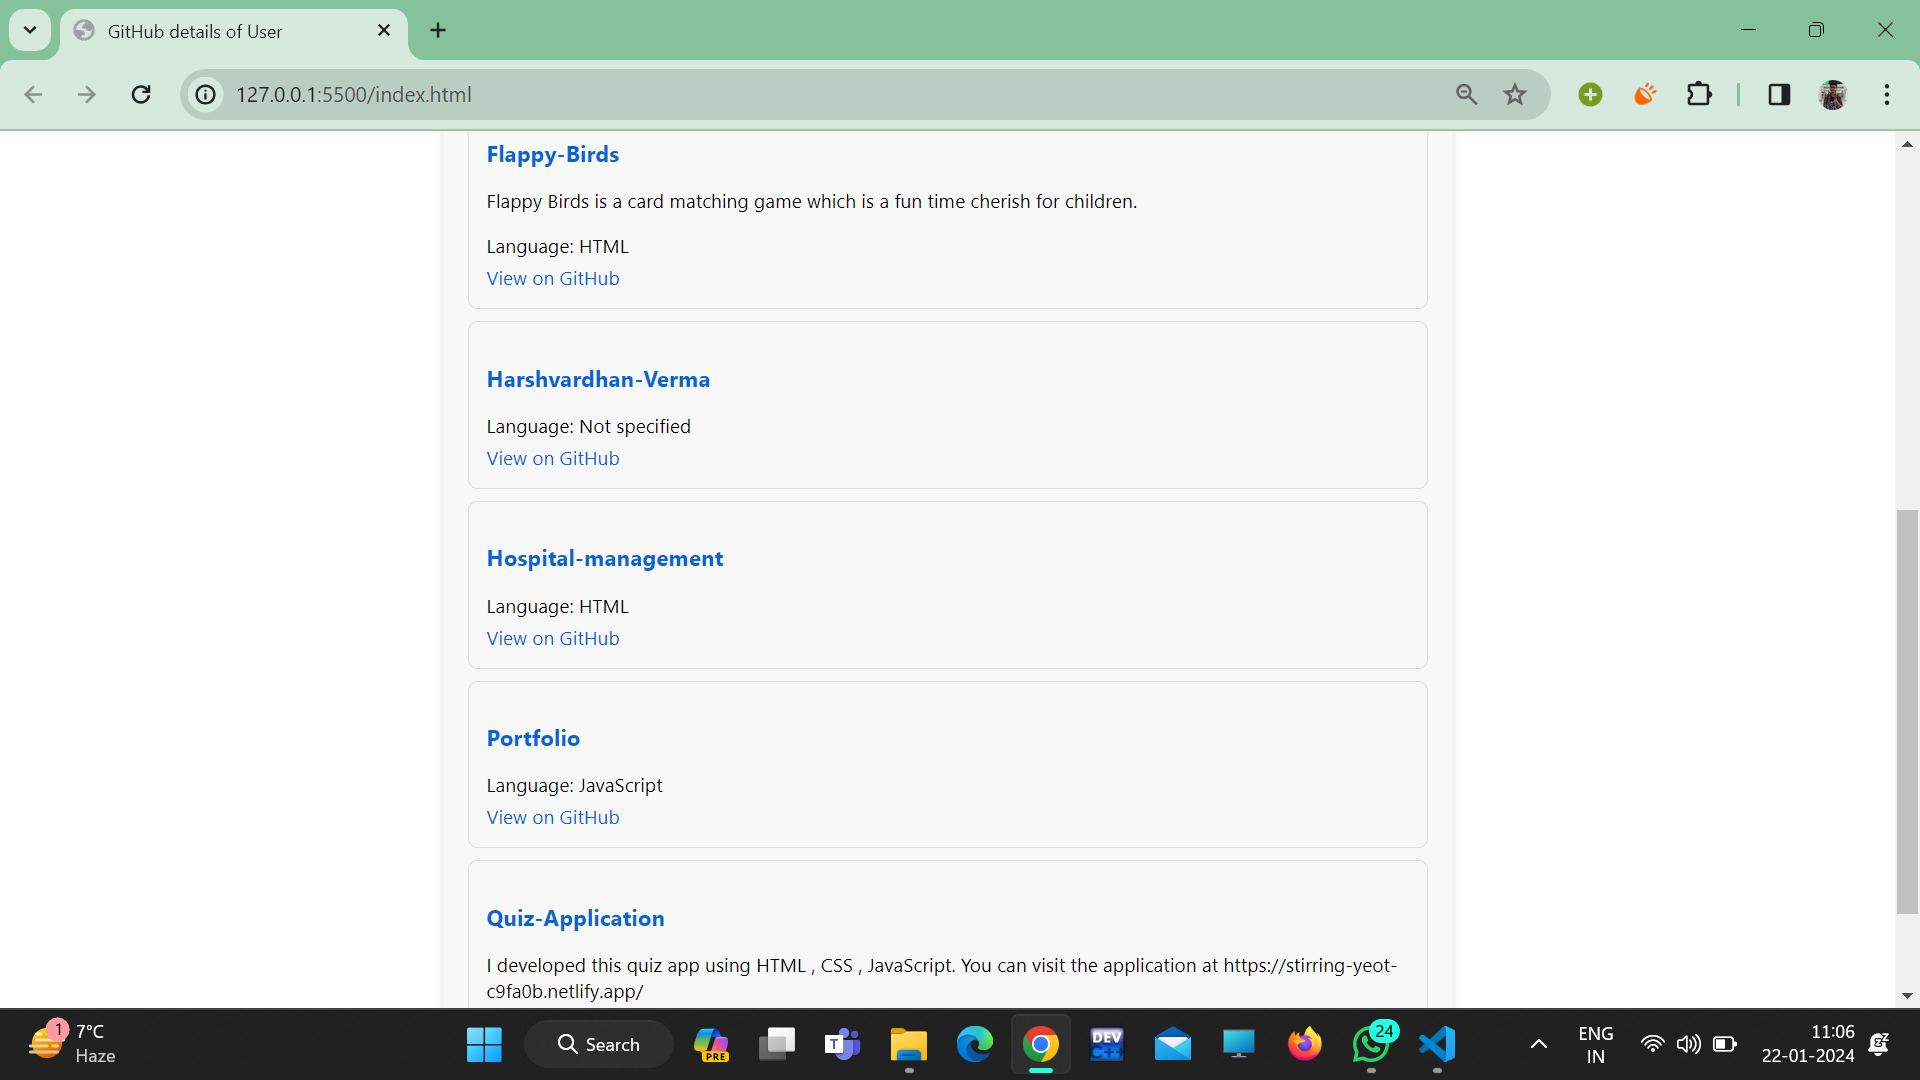 GitHub details of User
127.0.0.1:5500/index.html
Flappy-Birds
Flappy Birds is a card matching game which is a fun time cherish for children.
Language: HTML
View on GitHub
Harshvardhan-Verma
Language: Not specified
View on GitHub
Hospital-management
Language: HTML
View on GitHub
Portfolio
Language: JavaScript
View on GitHub
Quiz-Application
I developed this quiz app using HTML , CSS , JavaScript. You can visit the application at https://stirring-yeot-
c9fa0b.netlify.app/
1
7°C
Haze
Search
PRE
T
DEV
C++
24
ENG
IN
11:06
22-01-2024